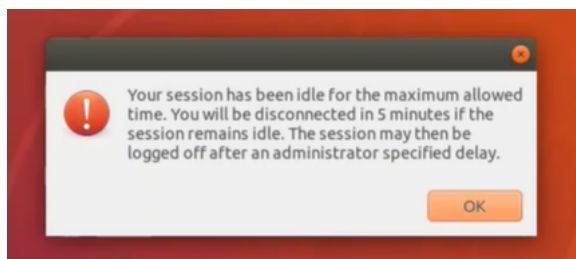 Your session has been idle for the maximum allowed
time. You will be disconnected in 5 minutes if the
session remains idle. The session may then be
logged off after an administrator specified delay.
OK